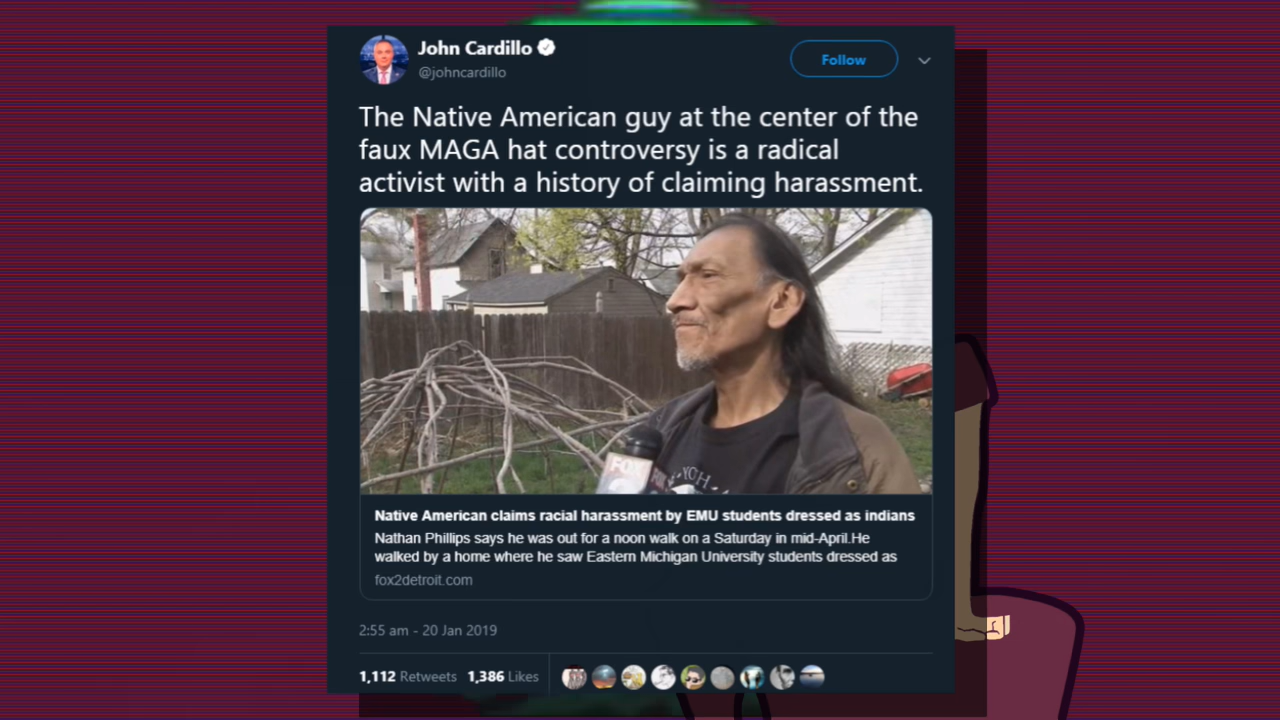 John Cardillo
@johncardillo
Follow
The Native American guy at the center of the
faux MAGA hat controversy is a radical
activist with a history of claiming harassment.
FOX
YOTH
Native American claims racial harassment by EMU students dressed as indians
Nathan Phillips says he was out for a noon walk on a Saturday in mid-April.He
walked by a home where he saw Eastern Michigan University students dressed as
fox2detroit.com
2:55 am - 20 Jan 2019
1,112 Retweets 1,386 Likes